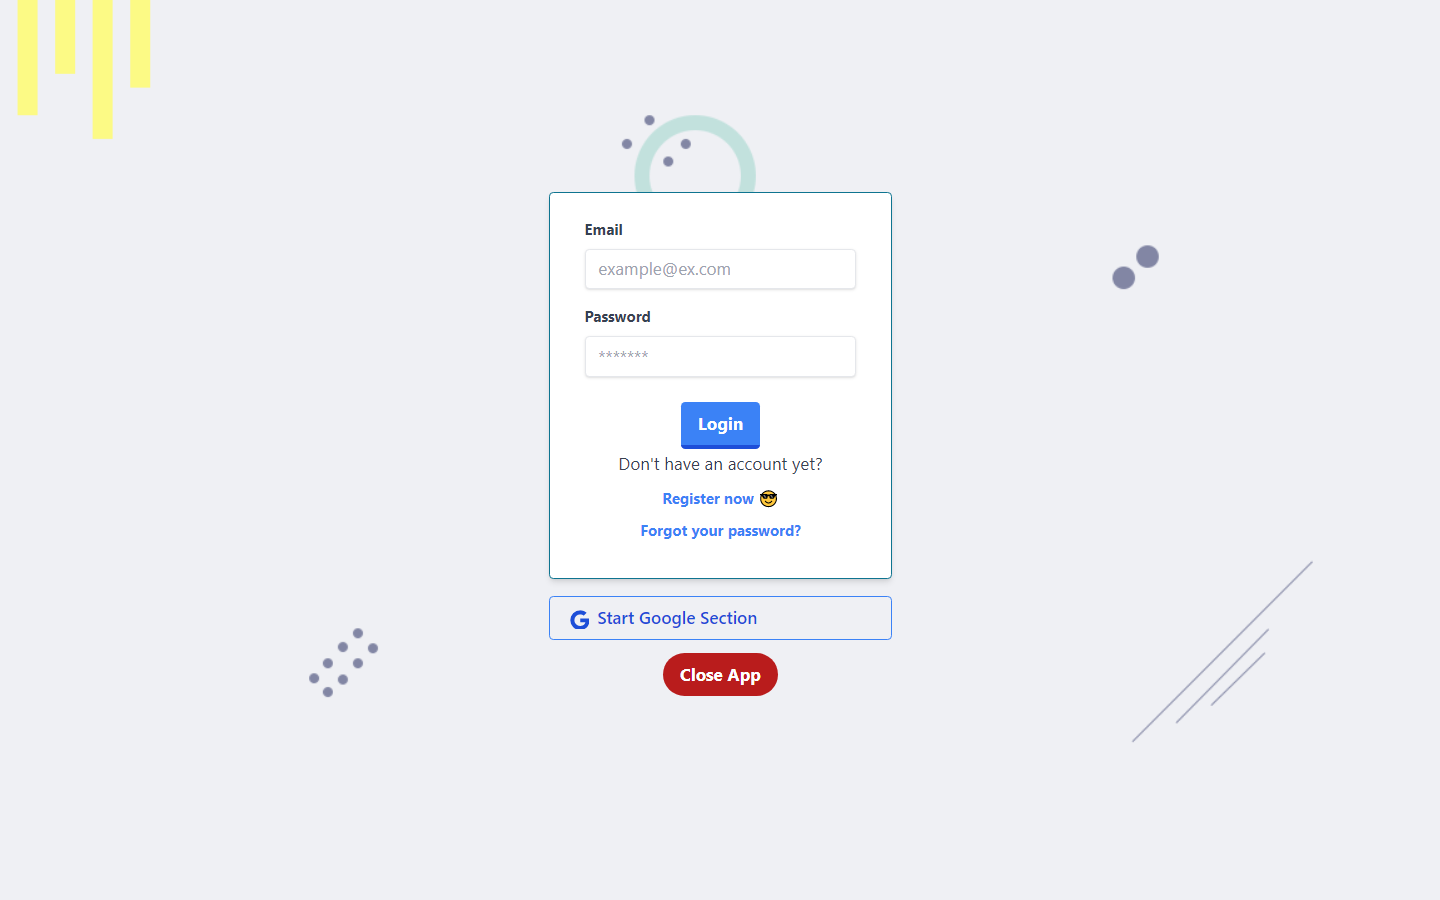 Email
example@ex.com
Password
*******
Login
Don't have an account yet?
Register now 😎
Forgot your password?
Start Google Section
Close App